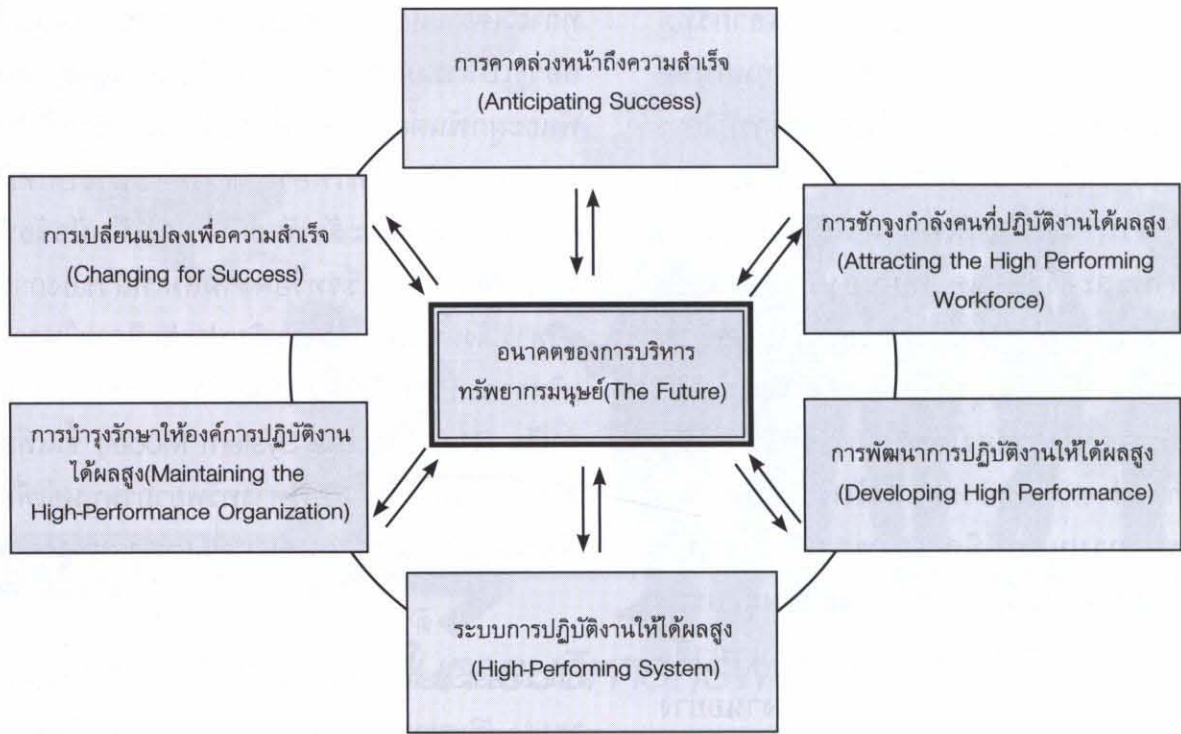 การคาดล่วงหน้าถึงความสำเร็จ
(Anticipating Success)
การเปลี่ยนแปลงเพื่อความสำเร็จ
(Changing for Success)
การชักจูงกำลังคนที่ปฏิบัติงานได้ผลสูง
(Attracting the High Performing
Workforce)
อนาคตของการบริหาร
ทรัพยากรมนุษย์(The Future)
การบำรุงรักษาให้องค์การปฏิบัติงาน
ได้ผลสูง(Maintaining the
High-Performance Organization)
การพัฒนาการปฏิบัติงานให้ได้ผลสูง
(Developing High Performance)
ระบบการปฏิบัติงานให้ได้ผลสูง
(High-Perfoming System)